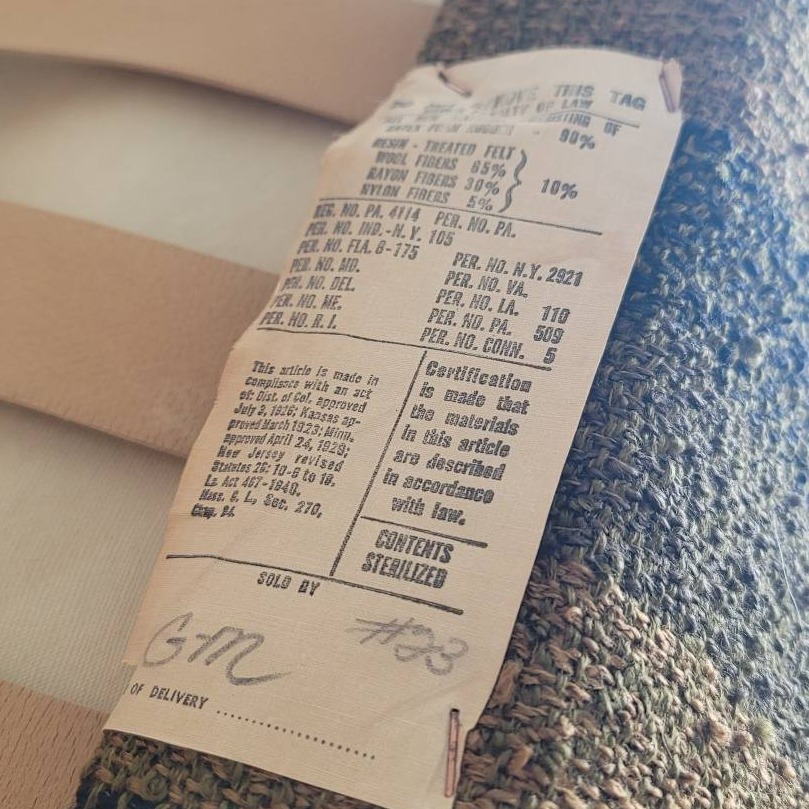 THIS TAG
OF LAW
OF
90%
RESIN - TREATED FELT
WOOL FIBERS 65%
RAYON FIBERS 30%
NYLON FIBERS 5%
10%
REG. NO. PA. 4114 PER. NO. PA.
PER. NO. IND.-N.Y. 105
PER. NO. FLA. B-175
PER. NO. MD. PER. NO. N.Y. 2921
PER. NO. DEL. PER. NO. VA.
PER. NO. ME. PER. NO. LA. 110
PER. NO. R.I. PER. NO. PA. 509
PER. NO. CONN. 5
This article is made in
compliance with an act
of: Dist. of Col. approved
July 3, 1926; Kansas ap-
proved March 1923; Minn.
approved April 24, 1929;
New Jersey revised
Statutes 26: 10-6 to 18.
La Act 467-1948.
Mass. G. L. Sec. 270,
Chap. 94.
Certification
is made that
the materials
in this article
are described
in accordance
with law.
CONTENTS
STERILIZED
SOLD BY
GM #23
OF DELIVERY